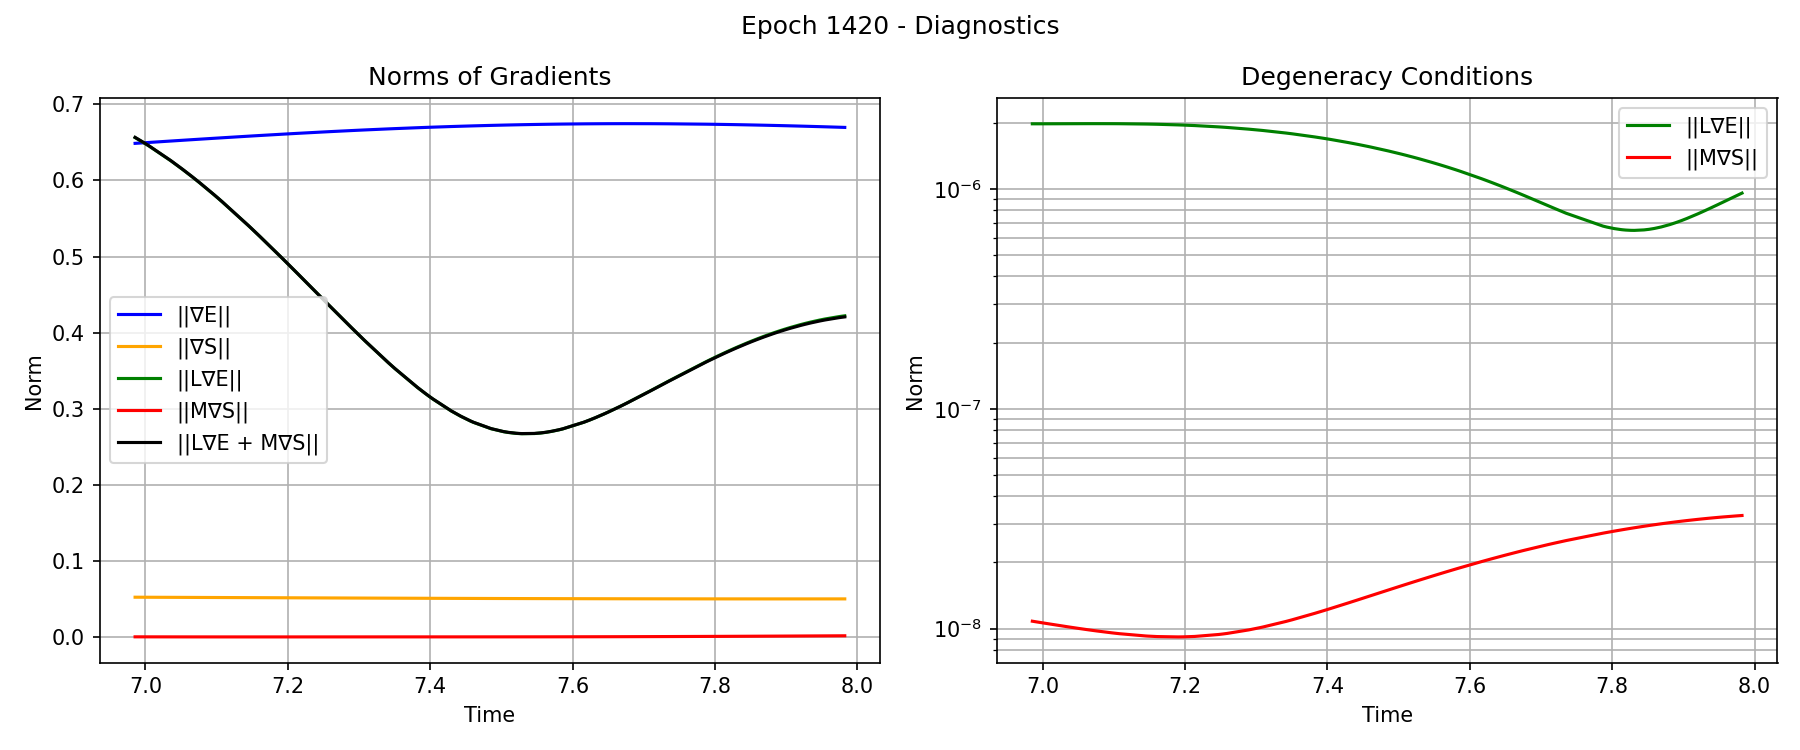 Epoch 1420 - Diagnostics
Norms of Gradients
Norm
0.7
0.6
0.5
0.4
0.3
0.2
0.1
0.0
||∇E||
||∇S||
||L∇E||
||M∇S||
||L∇E + M∇S||
7.0 7.2 7.4 7.6 7.8 8.0
Time
Degeneracy Conditions
Norm
10⁻⁶
10⁻⁷
10⁻⁸
||L∇E||
||M∇S||
7.0 7.2 7.4 7.6 7.8 8.0
Time